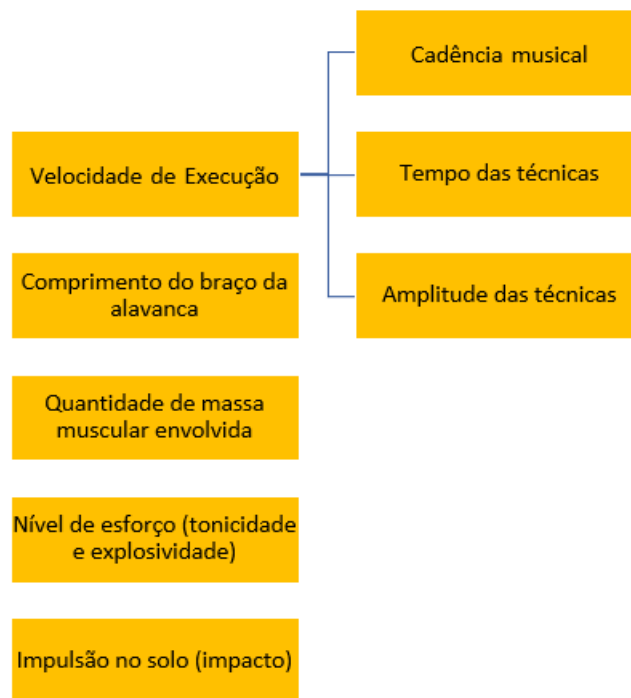 Cadência musical
Velocidade de Execução
Tempo das técnicas
Comprimento do braço da
alavanca
Amplitude das técnicas
Quantidade de massa
muscular envolvida
Nível de esforço (tonicidade
e explosividade)
Impulsão no solo (impacto)